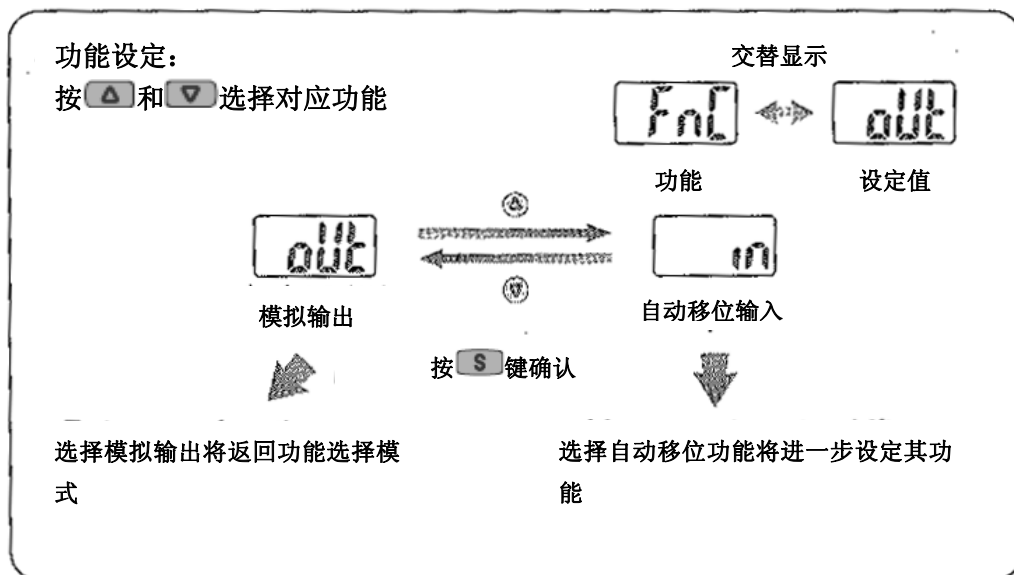 功能设定：
交替显示
按和选择对应功能
FnC
oUt
功能
设定值
oUt
in
模拟输出
自动移位输入
按 S 键确认
选择模拟输出将返回功能选择模
式
选择自动移位功能将进一步设定其功
能